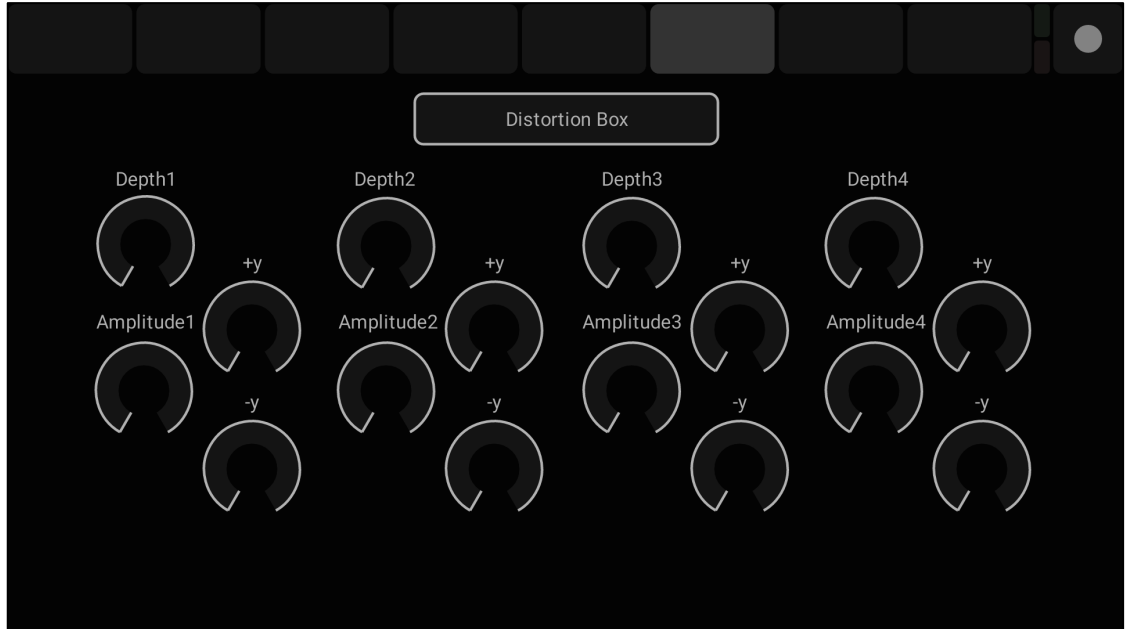 Distortion Box
Depth1 Depth2 Depth3 Depth4
+y +y +y +y
Amplitude1 Amplitude2 Amplitude3 Amplitude4
-y -y -y -y